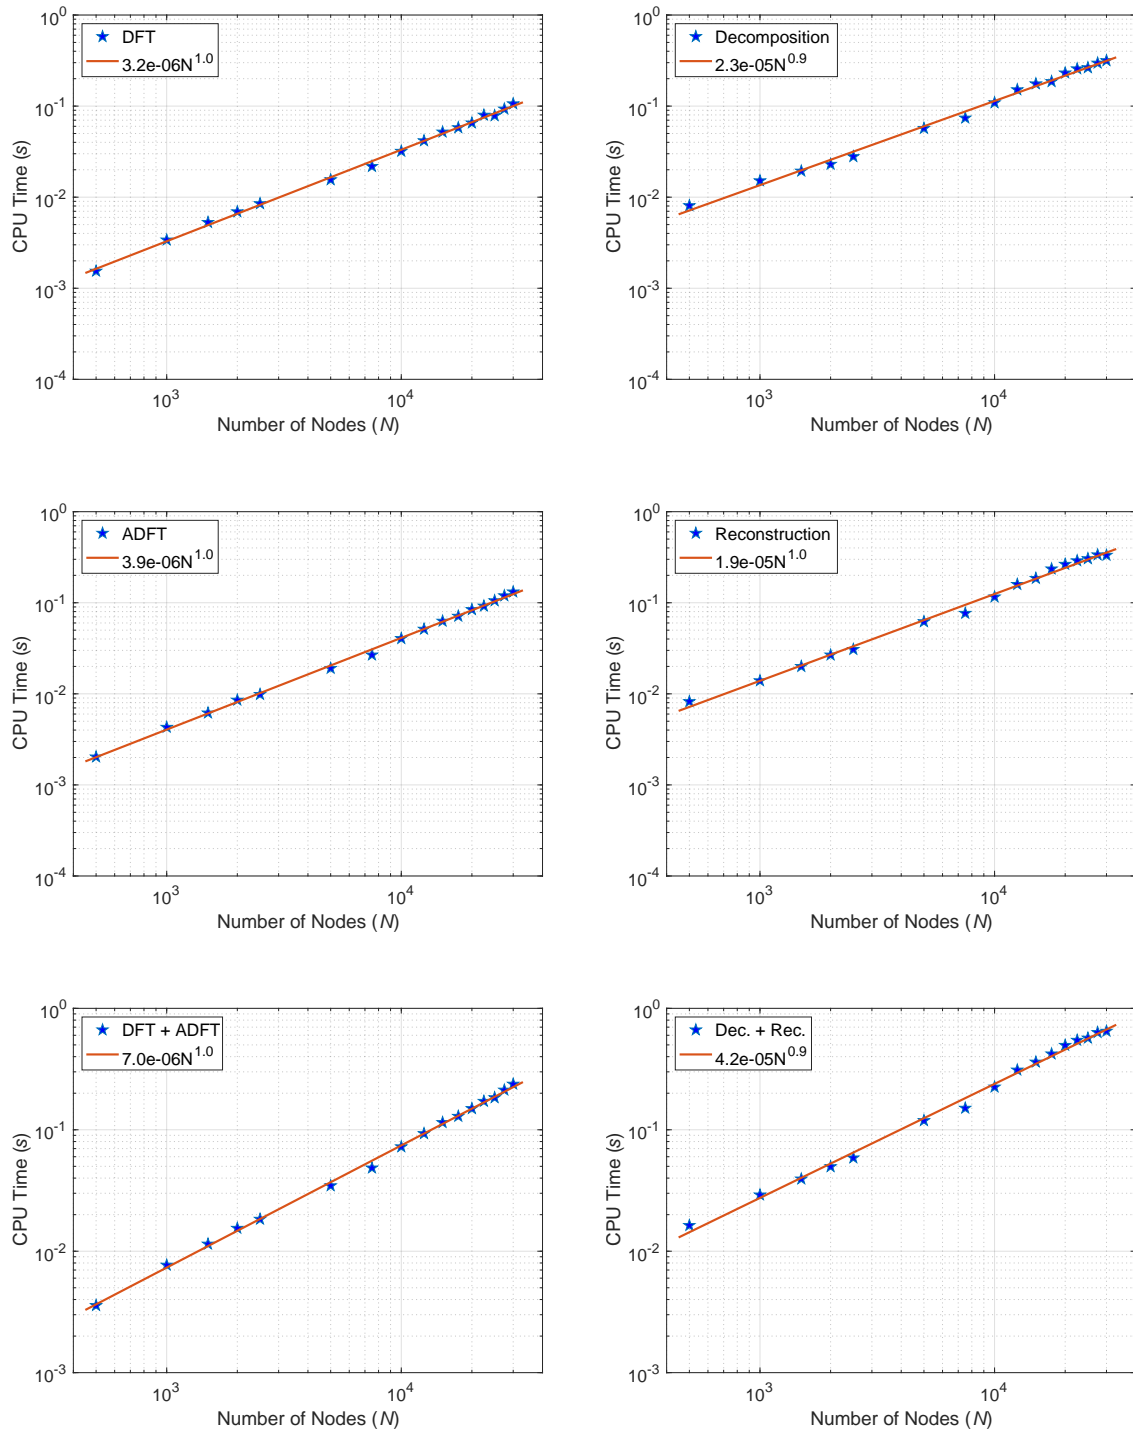 10^0
10^-1
10^-2
10^-3
10^-4
CPU Time (s)
DFT
3.2e-06N^1.0
10^3
10^4
Number of Nodes (N)
10^0
10^-1
10^-2
10^-3
10^-4
CPU Time (s)
Decomposition
2.3e-05N^0.9
10^3
10^4
Number of Nodes (N)
10^0
10^-1
10^-2
10^-3
10^-4
CPU Time (s)
ADFT
3.9e-06N^1.0
10^3
10^4
Number of Nodes (N)
10^0
10^-1
10^-2
10^-3
10^-4
CPU Time (s)
Reconstruction
1.9e-05N^1.0
10^3
10^4
Number of Nodes (N)
10^0
10^-1
10^-2
10^-3
CPU Time (s)
DFT + ADFT
7.0e-06N^1.0
10^3
10^4
Number of Nodes (N)
10^0
10^-1
10^-2
10^-3
CPU Time (s)
Dec. + Rec.
4.2e-05N^0.9
10^3
10^4
Number of Nodes (N)